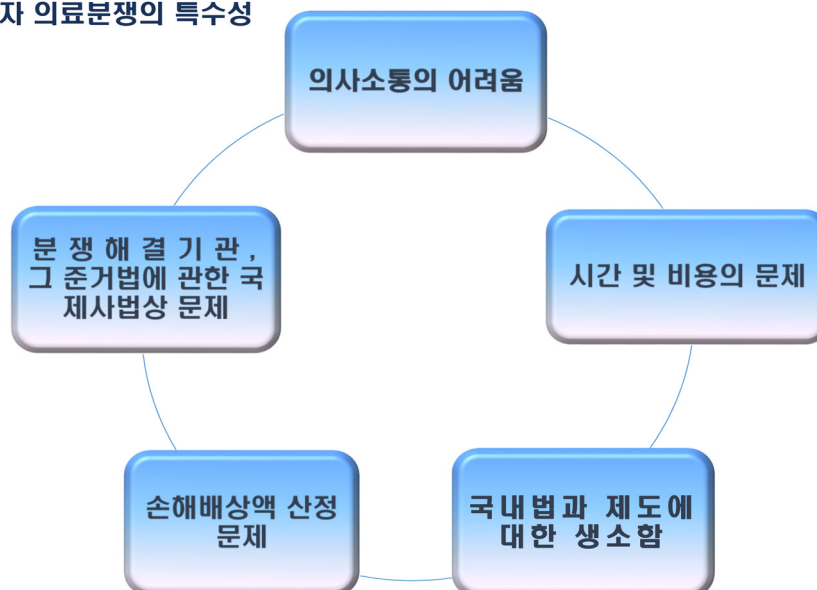 자 의료분쟁의 특수성
의사소통의 어려움
시간 및 비용의 문제
국내법과 제도에
대한 생소함
손해배상액 산정
문제
분쟁해결기관,
그 준거법에 관한 국
제사법상 문제